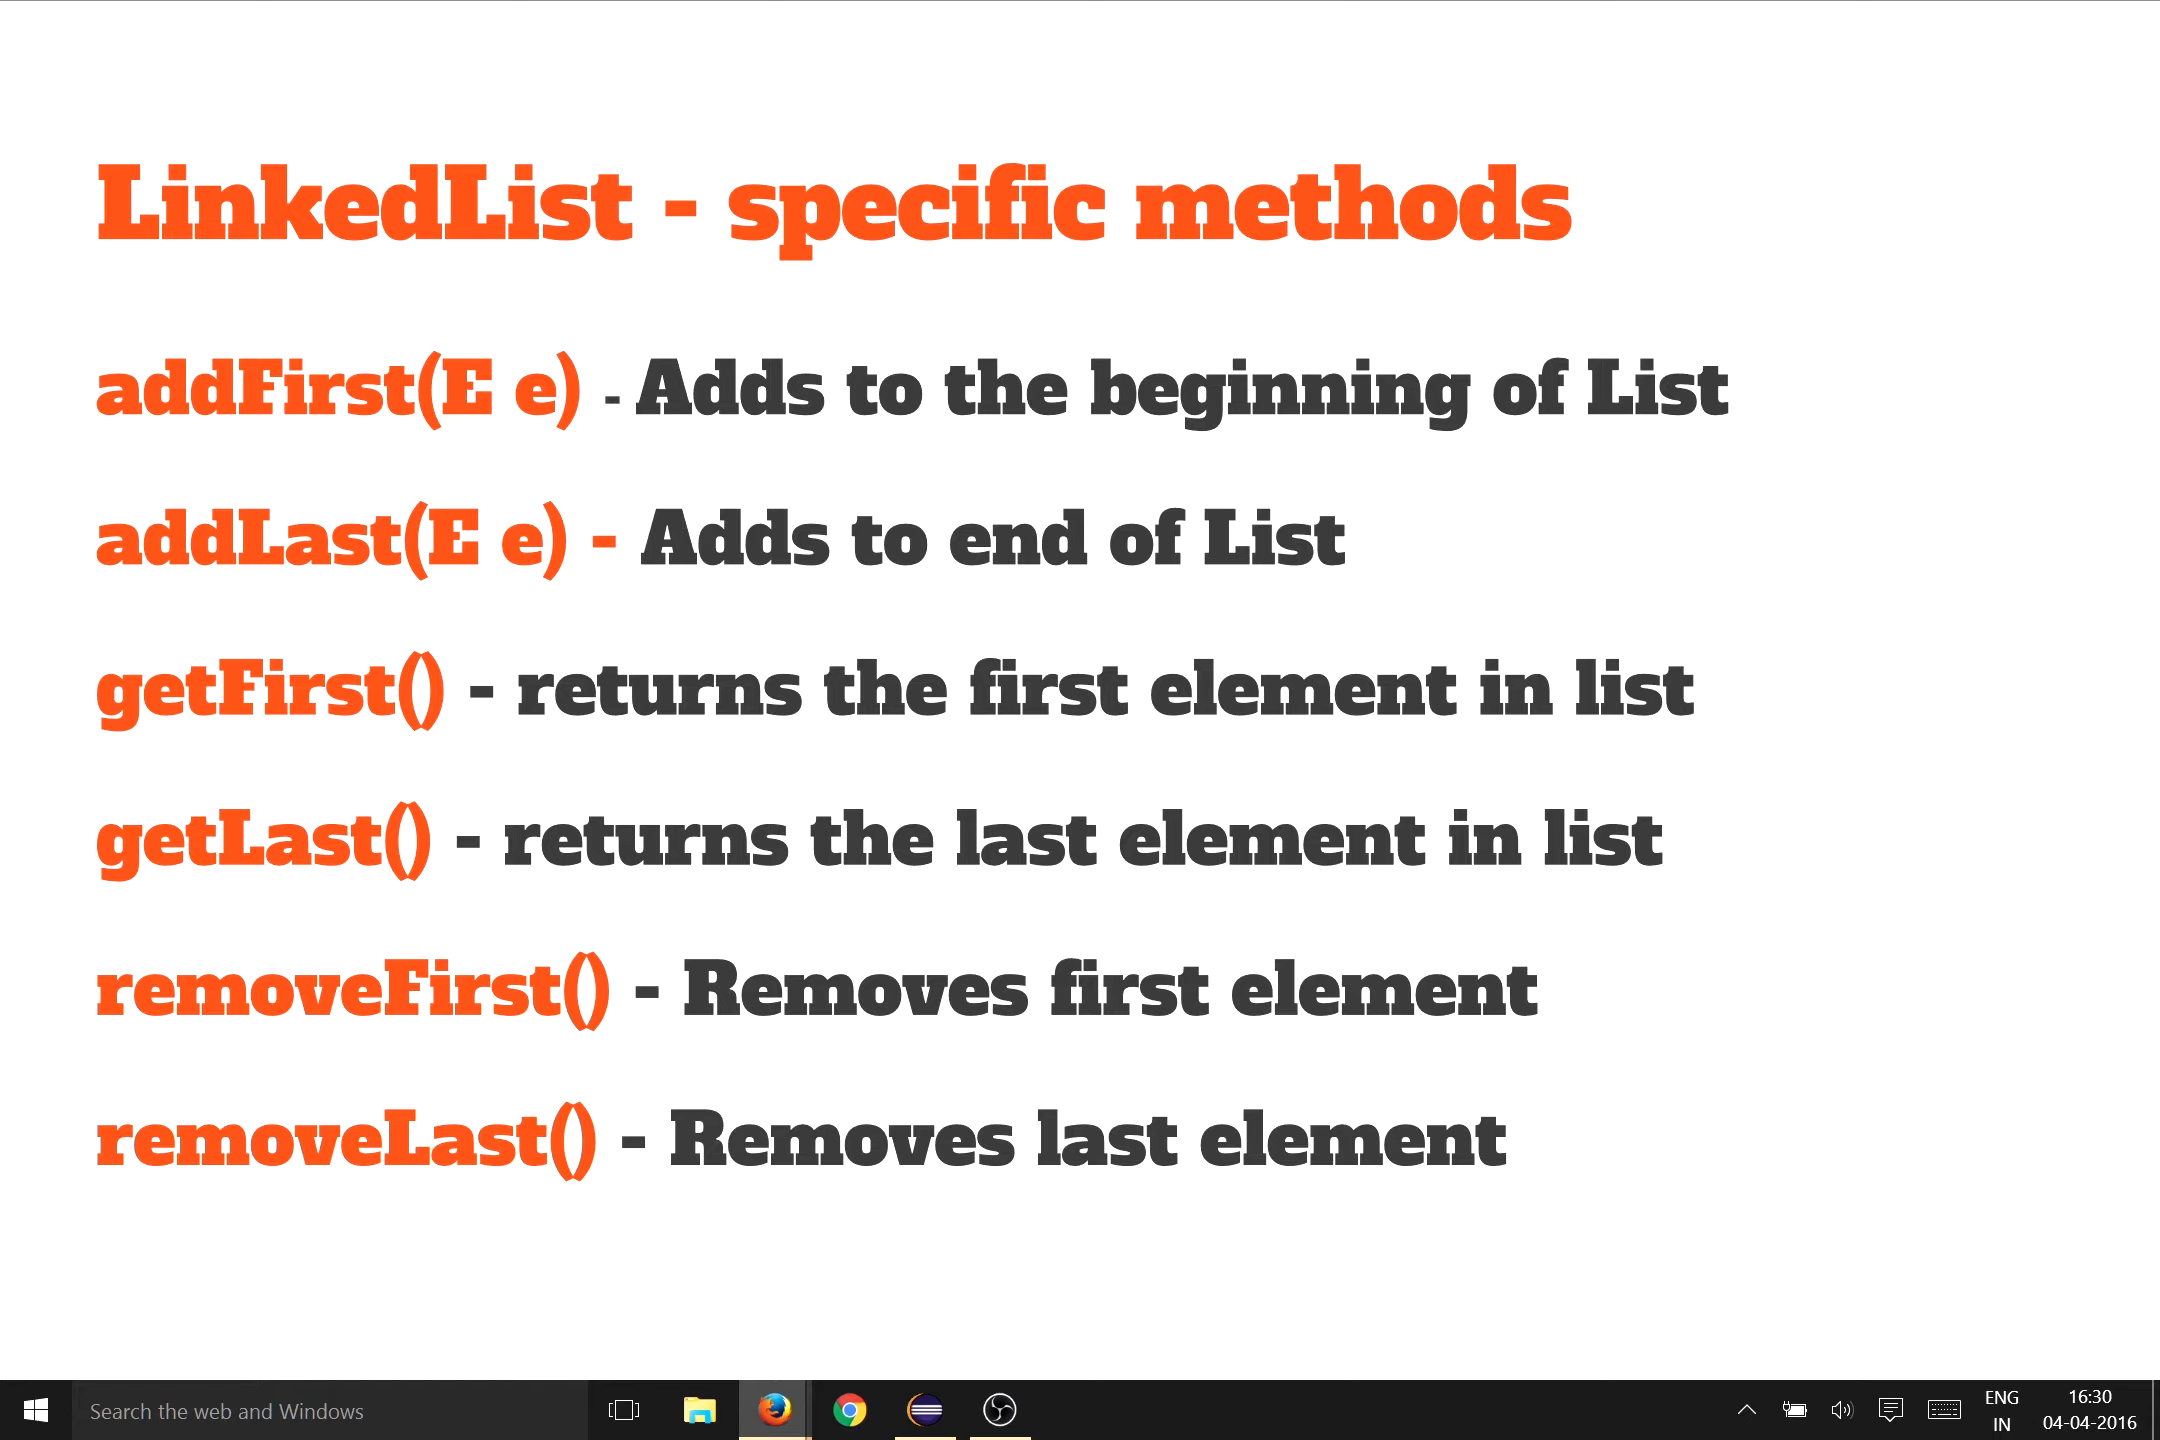 LinkedList - specific methods
addFirst(E e) - Adds to the beginning of List
addLast(E e) - Adds to end of List
getFirst() - returns the first element in list
getLast() - returns the last element in list
removeFirst() - Removes first element
removeLast() - Removes last element
Search the web and Windows
ENG
IN
16:30
04-04-2016